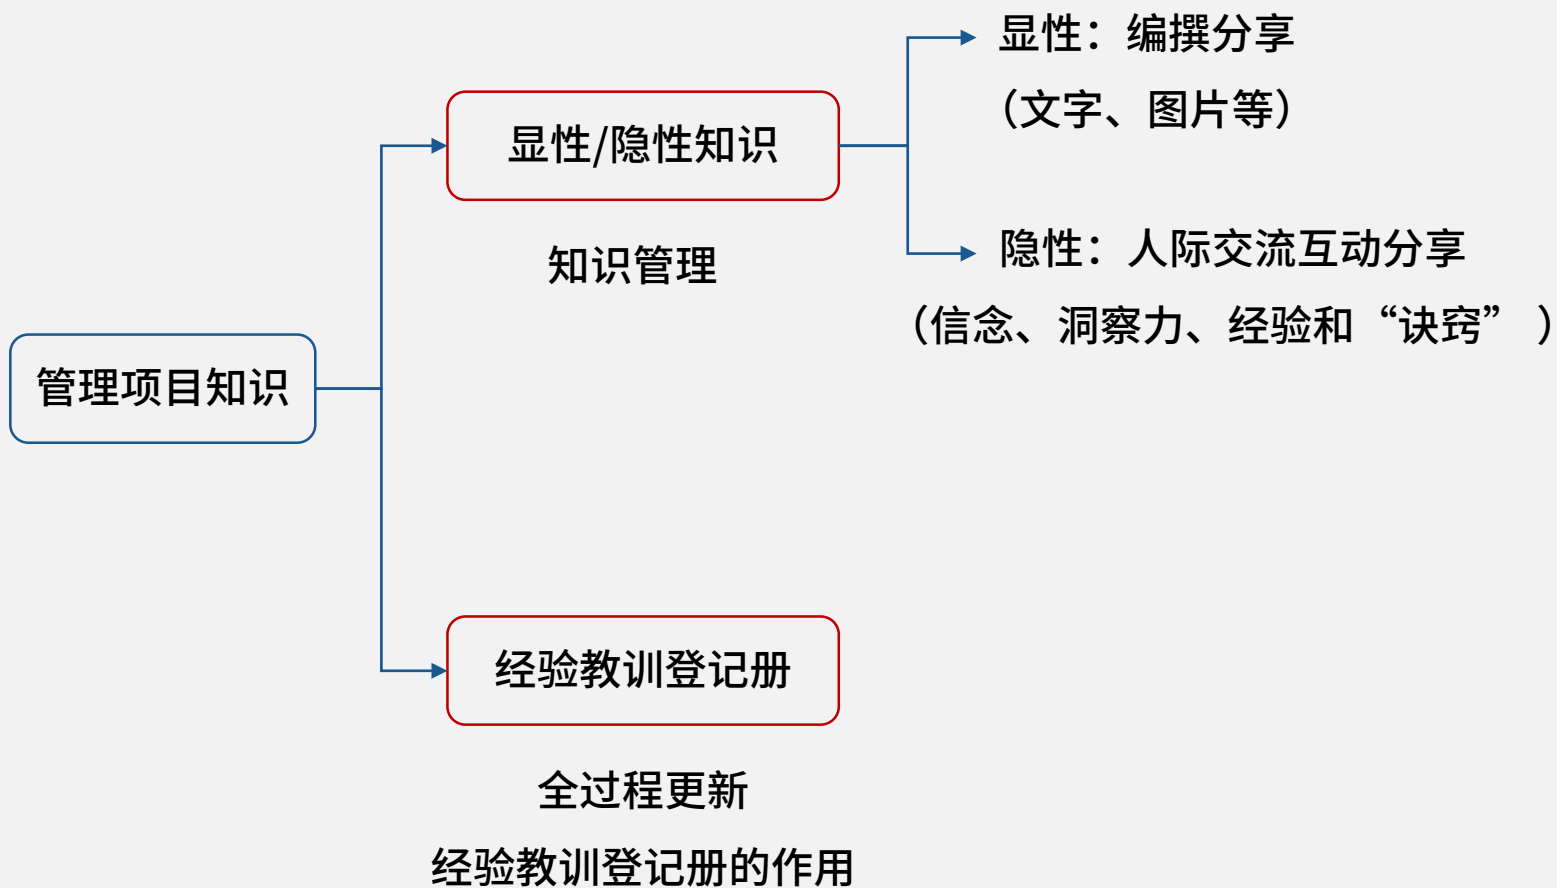 显性：编撰分享
（文字、图片等）
显性/隐性知识
知识管理
隐性：人际交流互动分享
（信念、洞察力、经验和“诀窍” ）
管理项目知识
经验教训登记册
全过程更新
经验教训登记册的作用